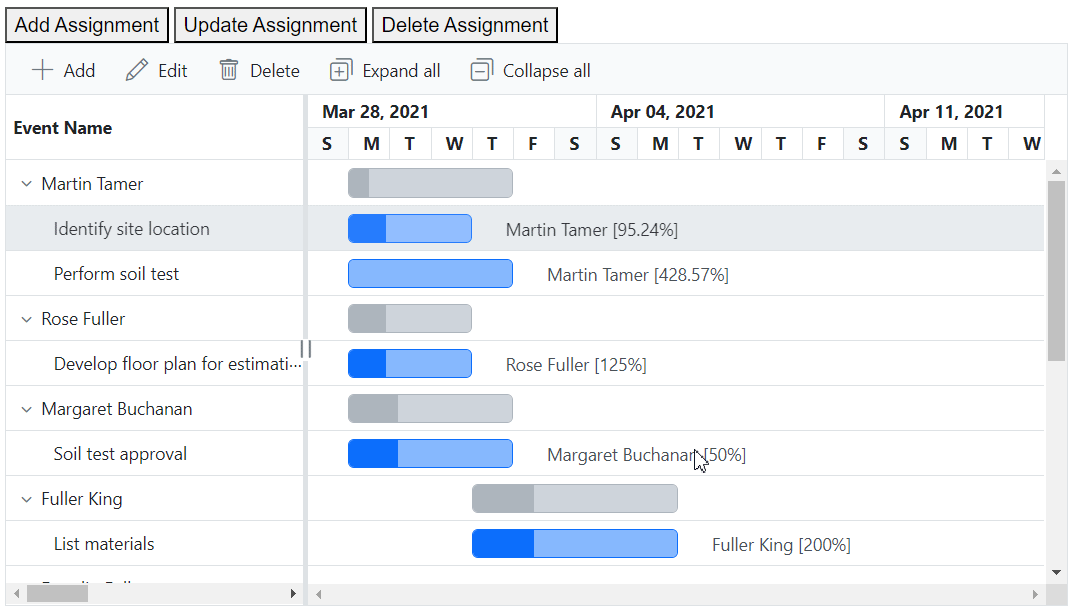 Add Assignment Update Assignment Delete Assignment
Add Edit Delete Expand all Collapse all
Event Name
Mar 28, 2021 Apr 04, 2021 Apr 11, 2021
S M T W T F S S M T W T F S S M T W
Martin Tamer
Identify site location Martin Tamer [95.24%]
Perform soil test Martin Tamer [428.57%]
Rose Fuller
Develop floor plan for estimati... Rose Fuller [125%]
Margaret Buchanan
Soil test approval Margaret Buchanan [50%]
Fuller King
List materials Fuller King [200%]